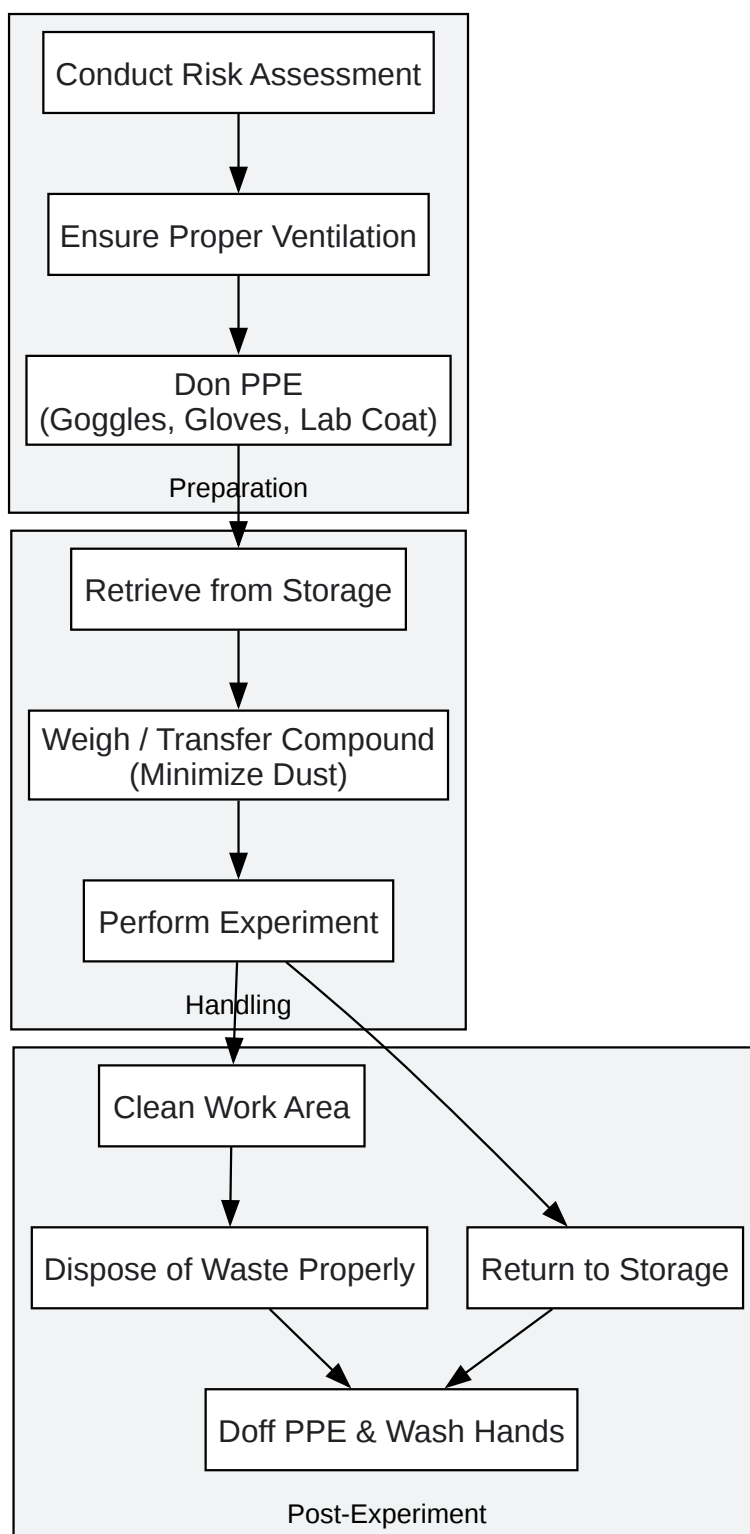 Conduct Risk Assessment
Ensure Proper Ventilation
Don PPE
(Goggles, Gloves, Lab Coat)
Preparation
Retrieve from Storage
Weigh / Transfer Compound
(Minimize Dust)
Perform Experiment
Handling
Clean Work Area
Dispose of Waste Properly
Return to Storage
Doff PPE & Wash Hands
Post-Experiment